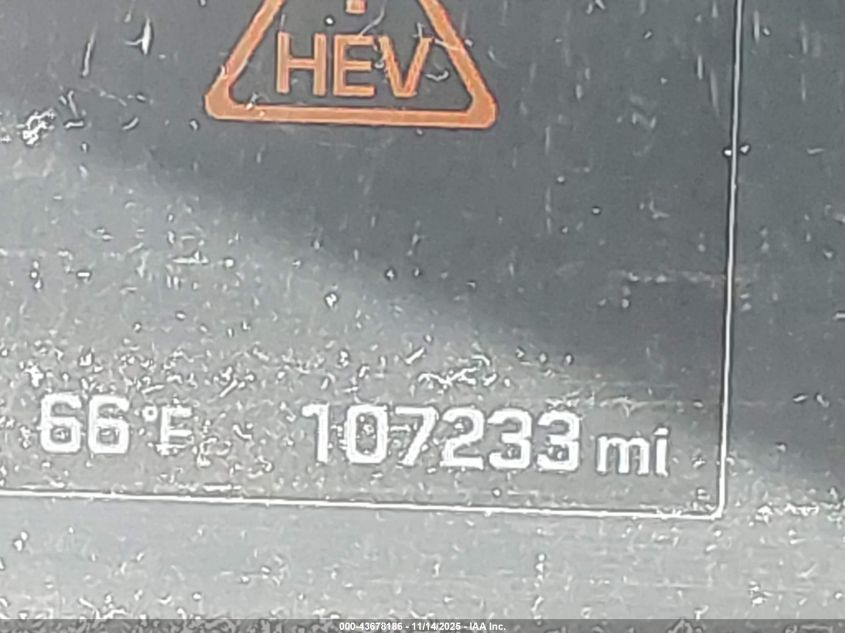 HEV
66°F 107233 mi
000-43678186 - 11/14/2025 - IAA Inc.